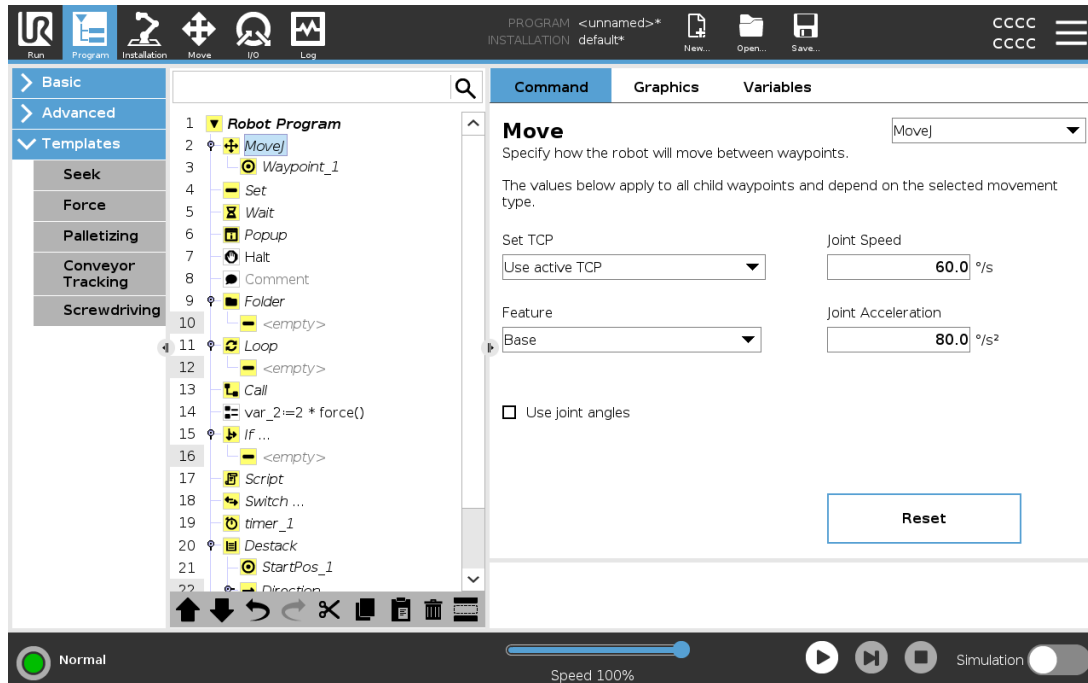 PROGRAM <unnamed>*
INSTALLATION default*
CCCC
CCCC
Run Program Installation Move I/O Log New... Open... Save...
Basic
Advanced
Templates
Seek
Force
Palletizing
Conveyor
Tracking
Screwdriving
1 Robot Program
2 MoveJ
3 Waypoint_1
4 Set
5 Wait
6 Popup
7 Halt
8 Comment
9 Folder
10 <empty>
11 Loop
12 <empty>
13 Call
14 var_2:=2 * force()
15 If ...
16 <empty>
17 Script
18 Switch ...
19 timer_1
20 Destack
21 StartPos_1
22 Direction
Command Graphics Variables
Move MoveJ
Specify how the robot will move between waypoints.
The values below apply to all child waypoints and depend on the selected movement
type.
Set TCP Joint Speed
Use active TCP 60.0 °/s
Feature Joint Acceleration
Base 80.0 °/s²
Use joint angles
Reset
Normal
Speed 100%
Simulation